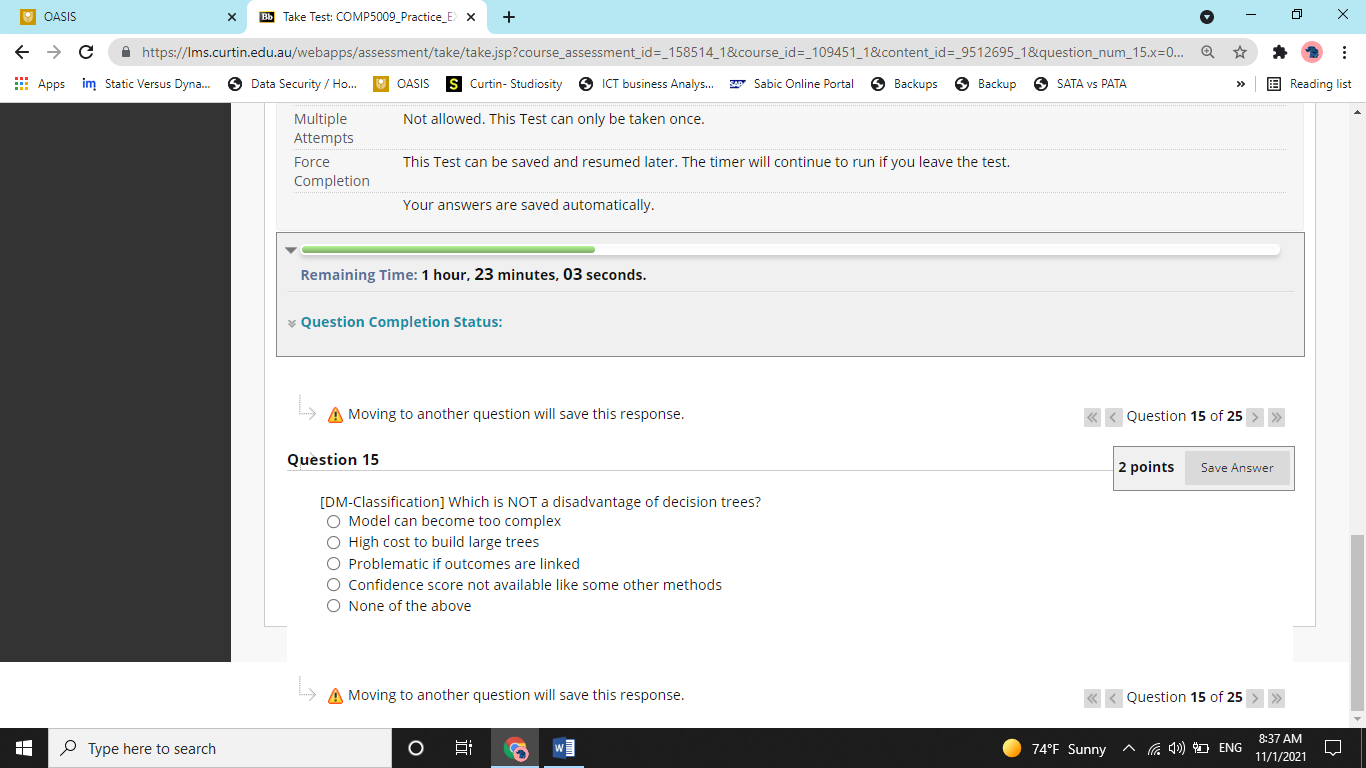 OASIS
Bb Take Test: COMP5009_Practice_E
https://lms.curtin.edu.au/webapps/assessment/take/take.jsp?course_assessment_id=_158514_1&course_id=_109451_1&content_id=_9512695_1&question_num_15.x=0...
Apps im Static Versus Dyna... Data Security / Ho... OASIS S Curtin- Studiosity ICT business Analys... SAP Sabic Online Portal Backups Backup SATA vs PATA » Reading list
Multiple Attempts Not allowed. This Test can only be taken once.
Force Completion This Test can be saved and resumed later. The timer will continue to run if you leave the test.
Your answers are saved automatically.
Remaining Time: 1 hour, 23 minutes, 03 seconds.
Question Completion Status:
Moving to another question will save this response.
Question 15 of 25
Question 15
2 points Save Answer
[DM-Classification] Which is NOT a disadvantage of decision trees?
Model can become too complex
High cost to build large trees
Problematic if outcomes are linked
Confidence score not available like some other methods
None of the above
Moving to another question will save this response.
Question 15 of 25
Type here to search
74°F Sunny
ENG
8:37 AM
11/1/2021